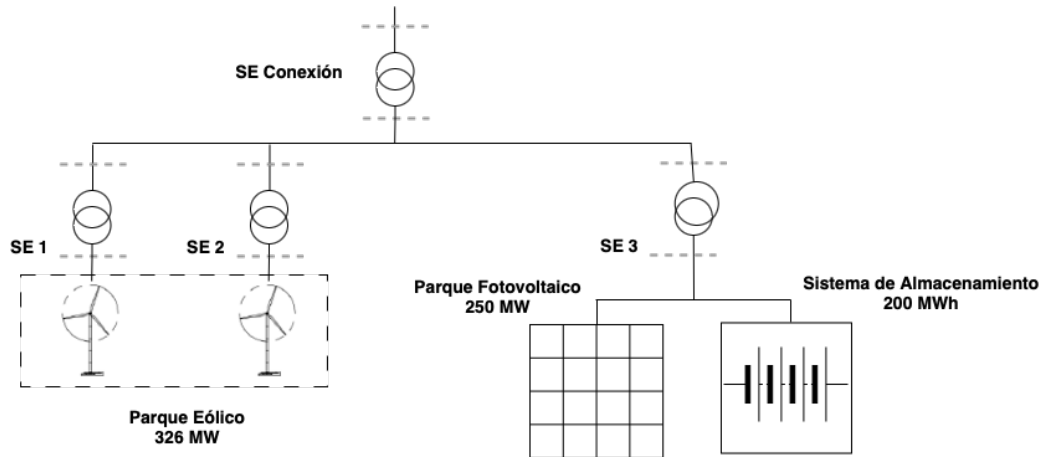 SE Conexión
SE 1
SE 2
SE 3
Parque Fotovoltaico
250 MW
Sistema de Almacenamiento
200 MWh
Parque Eólico
326 MW